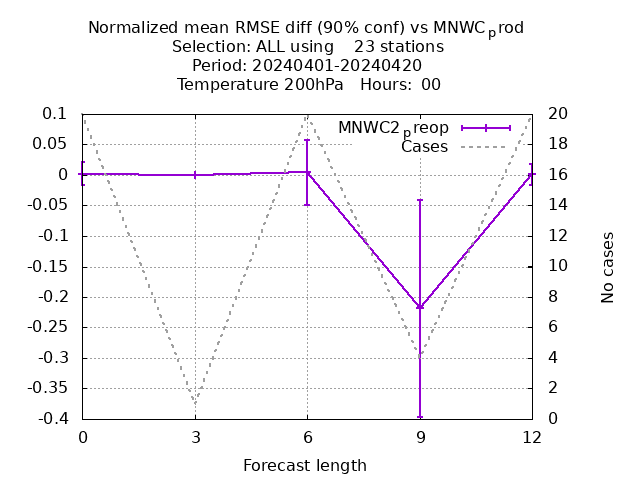 Normalized mean RMSE diff (90% conf) vs MNWCprod
Selection: ALL using    23 stations
Period: 20240401-20240420
Temperature 200hPa   Hours:  00
0.1
0.05
0
-0.05
-0.1
-0.15
-0.2
-0.25
-0.3
-0.35
-0.4
MNWC2preop
Cases
20
18
16
14
12
10
8
6
4
2
0
No cases
0 3 6 9 12
Forecast length